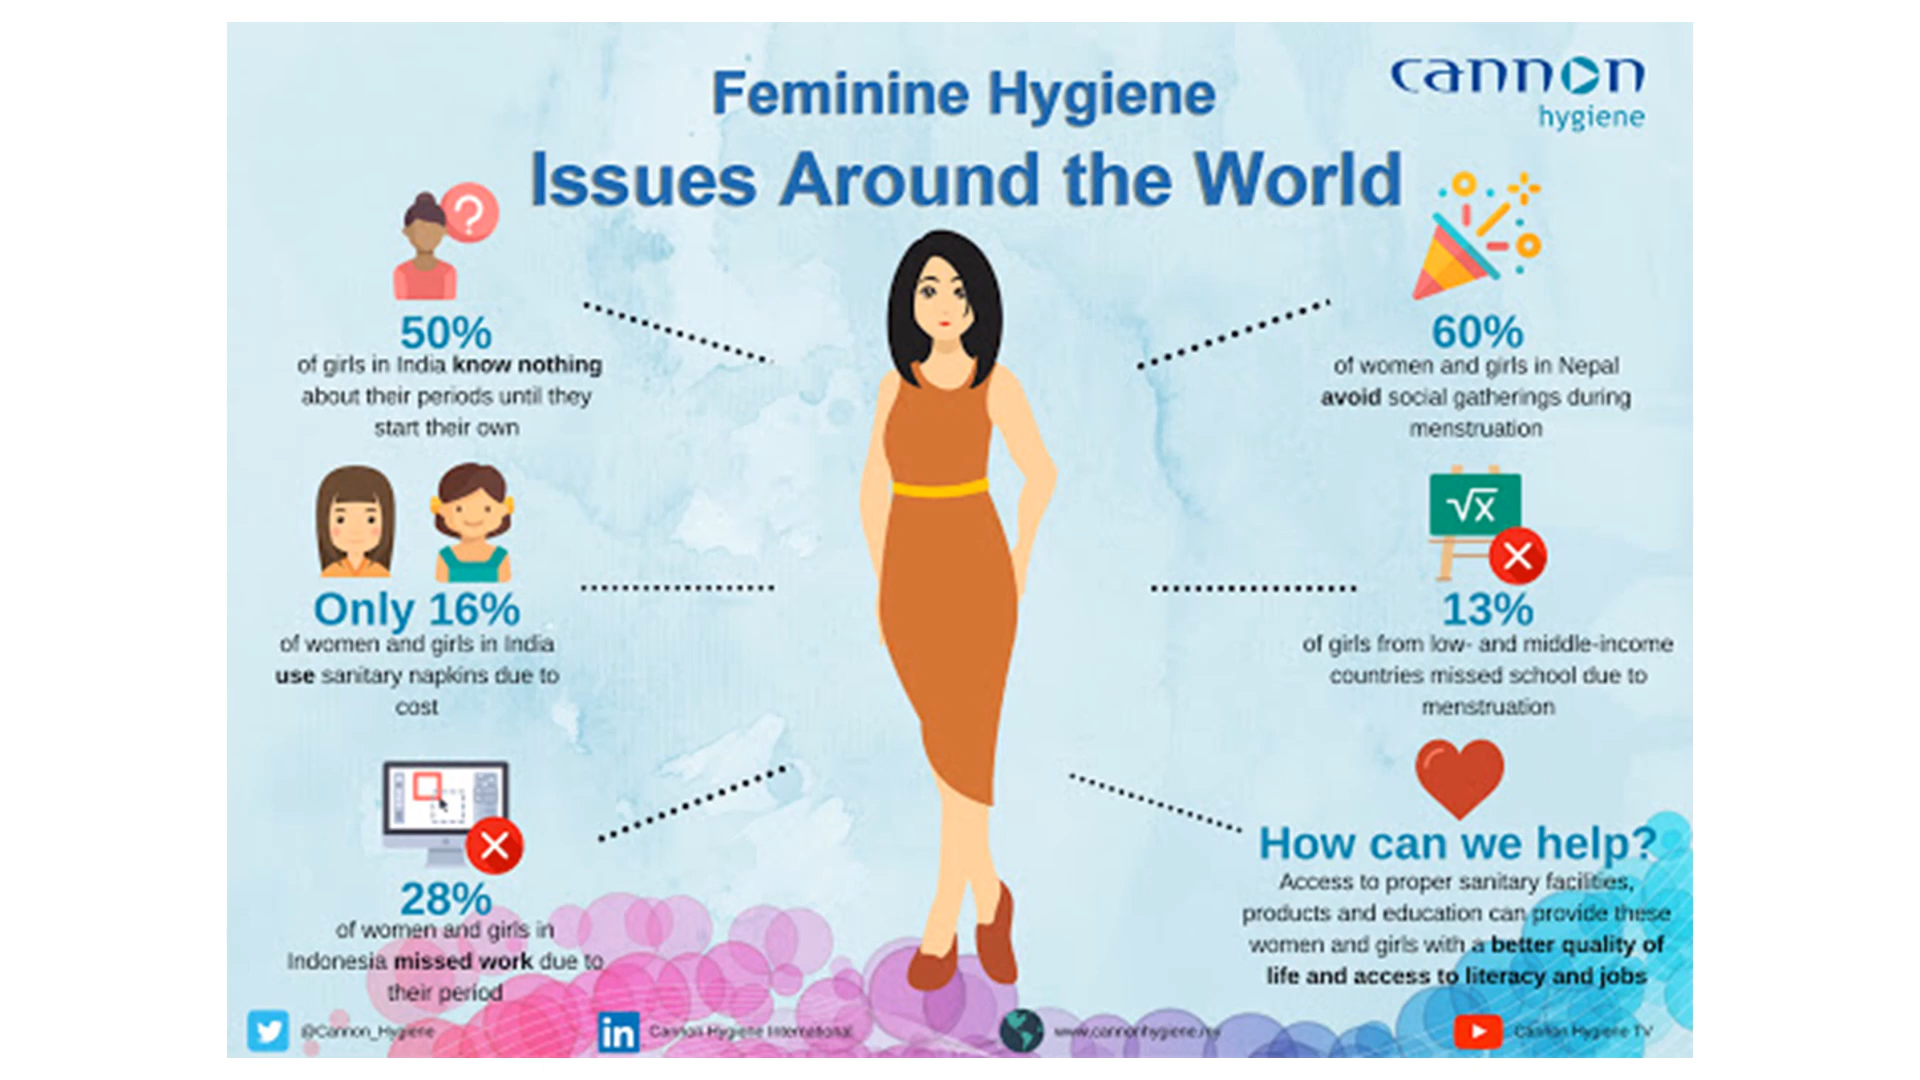 Feminine Hygiene
Issues Around the World
cannon
hygiene
50%
of girls in India know nothing
about their periods until they
start their own
60%
of women and girls in Nepal
avoid social gatherings during
menstruation
Only 16%
of women and girls in India
use sanitary napkins due to
cost
√x
13%
of girls from low- and middle-income
countries missed school due to
menstruation
28%
of women and girls in
Indonesia missed work due to
their period
How can we help?
Access to proper sanitary facilities,
products and education can provide these
women and girls with a better quality of
life and access to literacy and jobs
@Cannon_Hygiene
Cannon Hygiene International
Cannon Hygiene TV